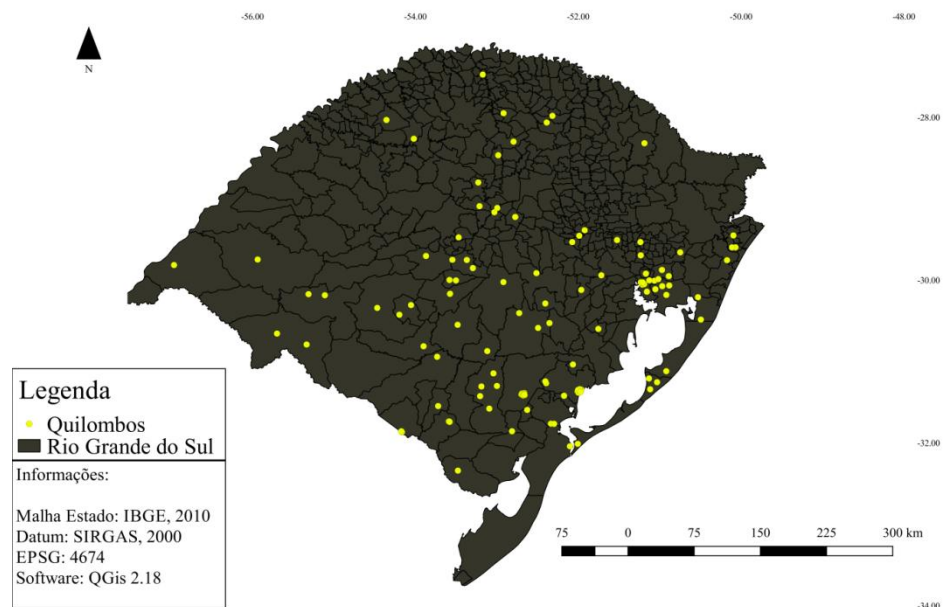 -56.00 -54.00 -52.00 -50.00 -48.00
N
-28.00
-30.00
Legenda
Quilombos
Rio Grande do Sul
Informações:
Malha Estado: IBGE, 2010
Datum: SIRGAS, 2000
EPSG: 4674
Software: QGis 2.18
-32.00
75 0 75 150 225 300 km
-34.00